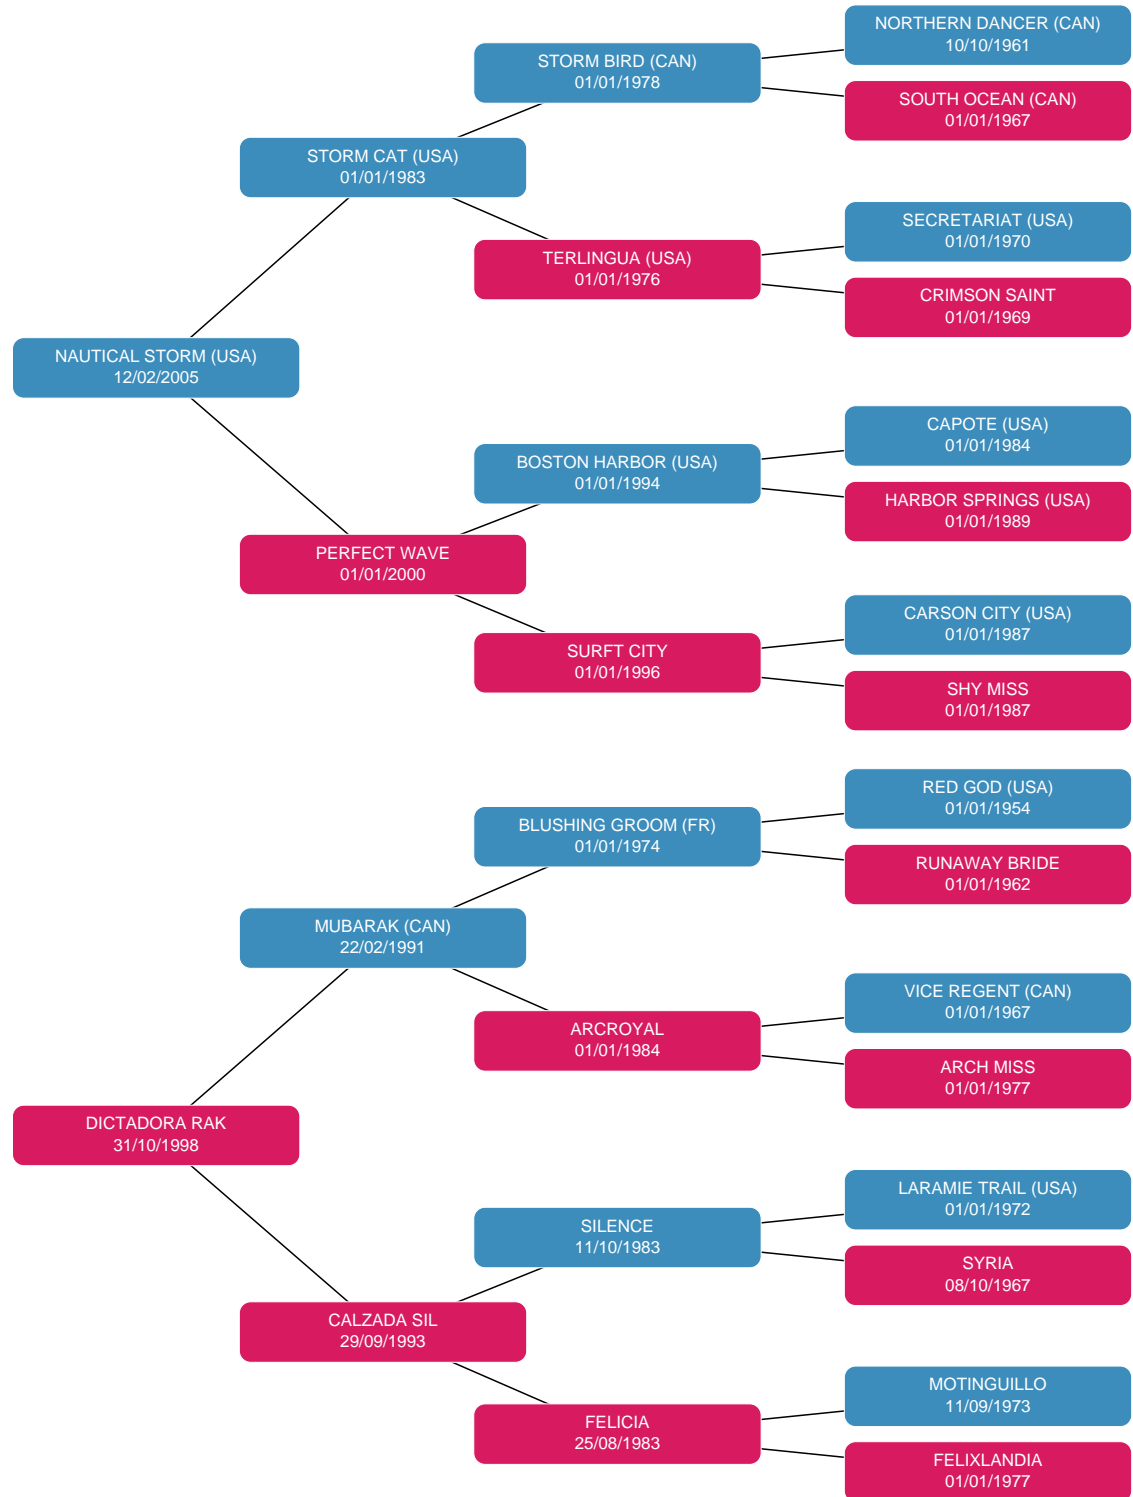 NORTHERN DANCER (CAN)
10/10/1961
STORM BIRD (CAN)
01/01/1978
SOUTH OCEAN (CAN)
01/01/1967
STORM CAT (USA)
01/01/1983
SECRETARIAT (USA)
01/01/1970
TERLINGUA (USA)
01/01/1976
CRIMSON SAINT
01/01/1969
NAUTICAL STORM (USA)
12/02/2005
CAPOTE (USA)
01/01/1984
BOSTON HARBOR (USA)
01/01/1994
HARBOR SPRINGS (USA)
01/01/1989
PERFECT WAVE
01/01/2000
CARSON CITY (USA)
01/01/1987
SURFT CITY
01/01/1996
SHY MISS
01/01/1987
RED GOD (USA)
01/01/1954
BLUSHING GROOM (FR)
01/01/1974
RUNAWAY BRIDE
01/01/1962
MUBARAK (CAN)
22/02/1991
VICE REGENT (CAN)
01/01/1967
ARCROYAL
01/01/1984
ARCH MISS
01/01/1977
DICTADORA RAK
31/10/1998
LARAMIE TRAIL (USA)
01/01/1972
SILENCE
11/10/1983
SYRIA
08/10/1967
CALZADA SIL
29/09/1993
MOTINGUILLO
11/09/1973
FELICIA
25/08/1983
FELIXLANDIA
01/01/1977